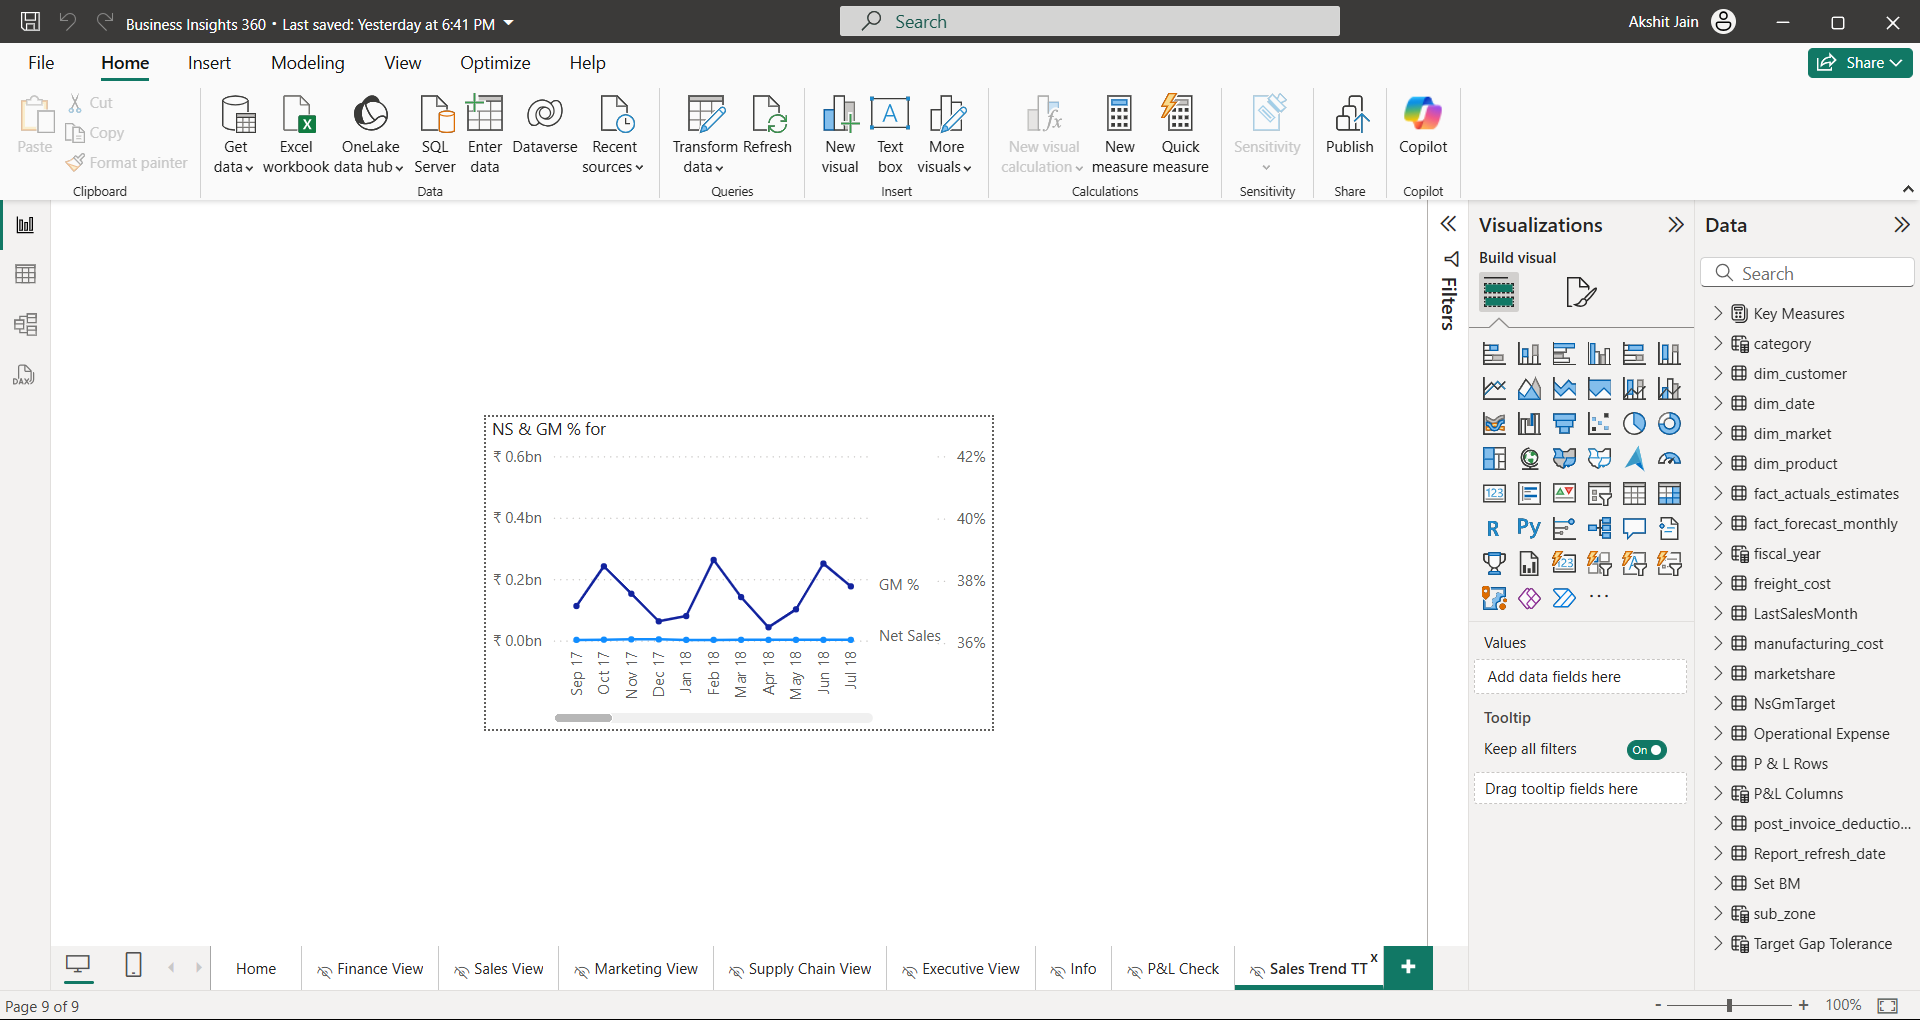 Business Insights 360 • Last saved: Yesterday at 6:41 PM
Search
Akshit Jain
File Home Insert Modeling View Optimize Help
Share
Paste
Cut
Copy
Format painter
Clipboard
Get data
Excel workbook
OneLake data hub
SQL Server
Enter data
Dataverse
Recent sources
Data
Transform data
Refresh
Queries
New visual
Text box
More visuals
Insert
New visual calculation
New measure
Quick measure
Calculations
Sensitivity
Sensitivity
Publish
Share
Copilot
Copilot
DAX
NS & GM % for
₹ 0.6bn
₹ 0.4bn
₹ 0.2bn
₹ 0.0bn
42%
40%
38%
36%
GM %
Net Sales
Sep 17
Oct 17
Nov 17
Dec 17
Jan 18
Feb 18
Mar 18
Apr 18
May 18
Jun 18
Jul 18
Filters
Visualizations
Build visual
123
R
Py
123
Values
Add data fields here
Tooltip
Keep all filters
On
Drag tooltip fields here
Data
Search
Key Measures
category
dim_customer
dim_date
dim_market
dim_product
fact_actuals_estimates
fact_forecast_monthly
fiscal_year
freight_cost
LastSalesMonth
manufacturing_cost
marketshare
NsGmTarget
Operational Expense
P & L Rows
P&L Columns
post_invoice_deductio...
Report_refresh_date
Set BM
sub_zone
Target Gap Tolerance
Home
Finance View
Sales View
Marketing View
Supply Chain View
Executive View
Info
P&L Check
Sales Trend TT
x
+
Page 9 of 9
- + 100%